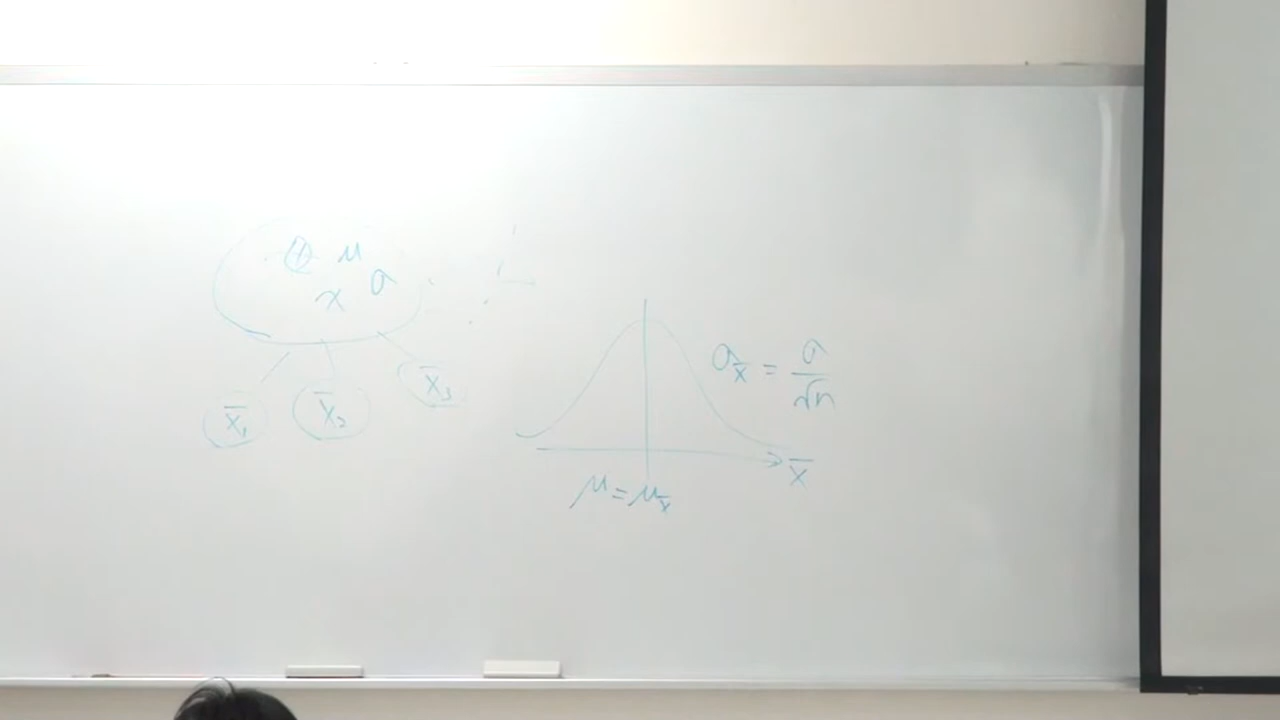 μ
x σ
x̄₁ x̄₂ x̄₃
σx̄ = σ/√n
x̄
μ = μx̄